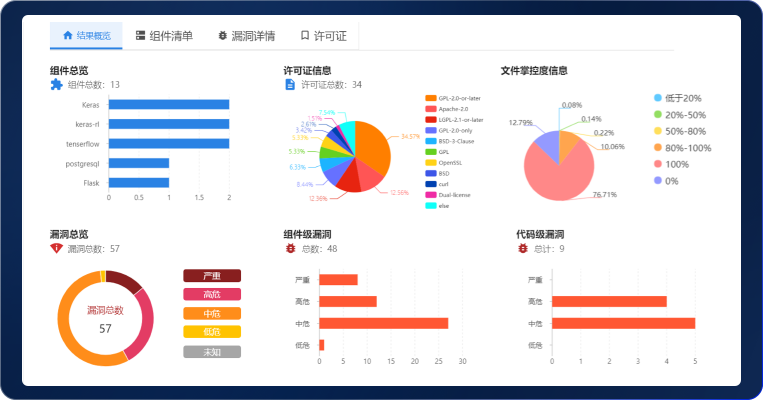 结果概览 组件清单 漏洞详情 许可证
组件总览
组件总数：13
Keras
keras-rl
tenserflow
postgresql
Flask
0 0.5 1 1.5 2
许可证信息
许可证总数：34
34.57%
12.56%
12.36%
8.44%
6.33%
5.33%
3.42%
2.61%
1.57%
7.54%
GPL-2.0-or-later
Apache-2.0
LGPL-2.1-or-later
GPL-2.0-only
BSD-3-Clause
GPL
OpenSSL
BSD
curl
Dual-license
else
文件掌控度信息
0.08%
0.14%
0.22%
10.06%
76.71%
12.79%
低于20%
20%-50%
50%-80%
80%-100%
100%
0%
漏洞总览
漏洞总数：57
漏洞总数
57
严重
高危
中危
低危
未知
组件级漏洞
总数：48
严重
高危
中危
低危
0 5 10 15 20 25 30
代码级漏洞
总计：9
严重
高危
中危
低危
0 1 2 3 4 5